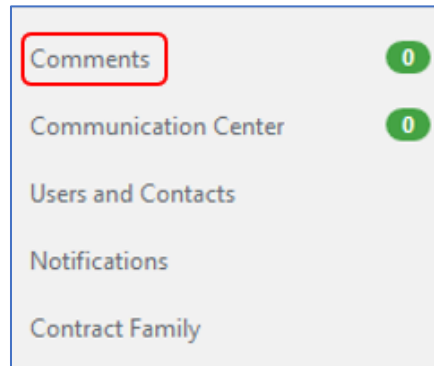 Comments 0
Communication Center 0
Users and Contacts
Notifications
Contract Family